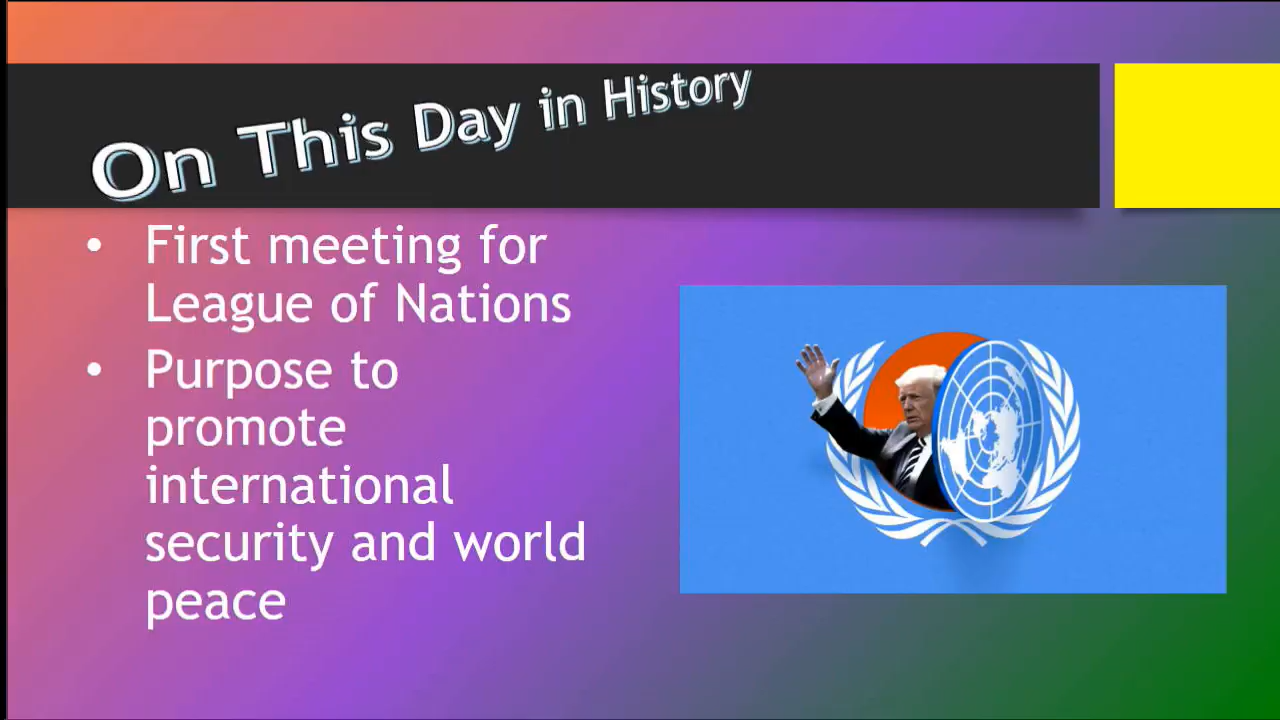 On This Day in History
• First meeting for
League of Nations
• Purpose to
promote
international
security and world
peace